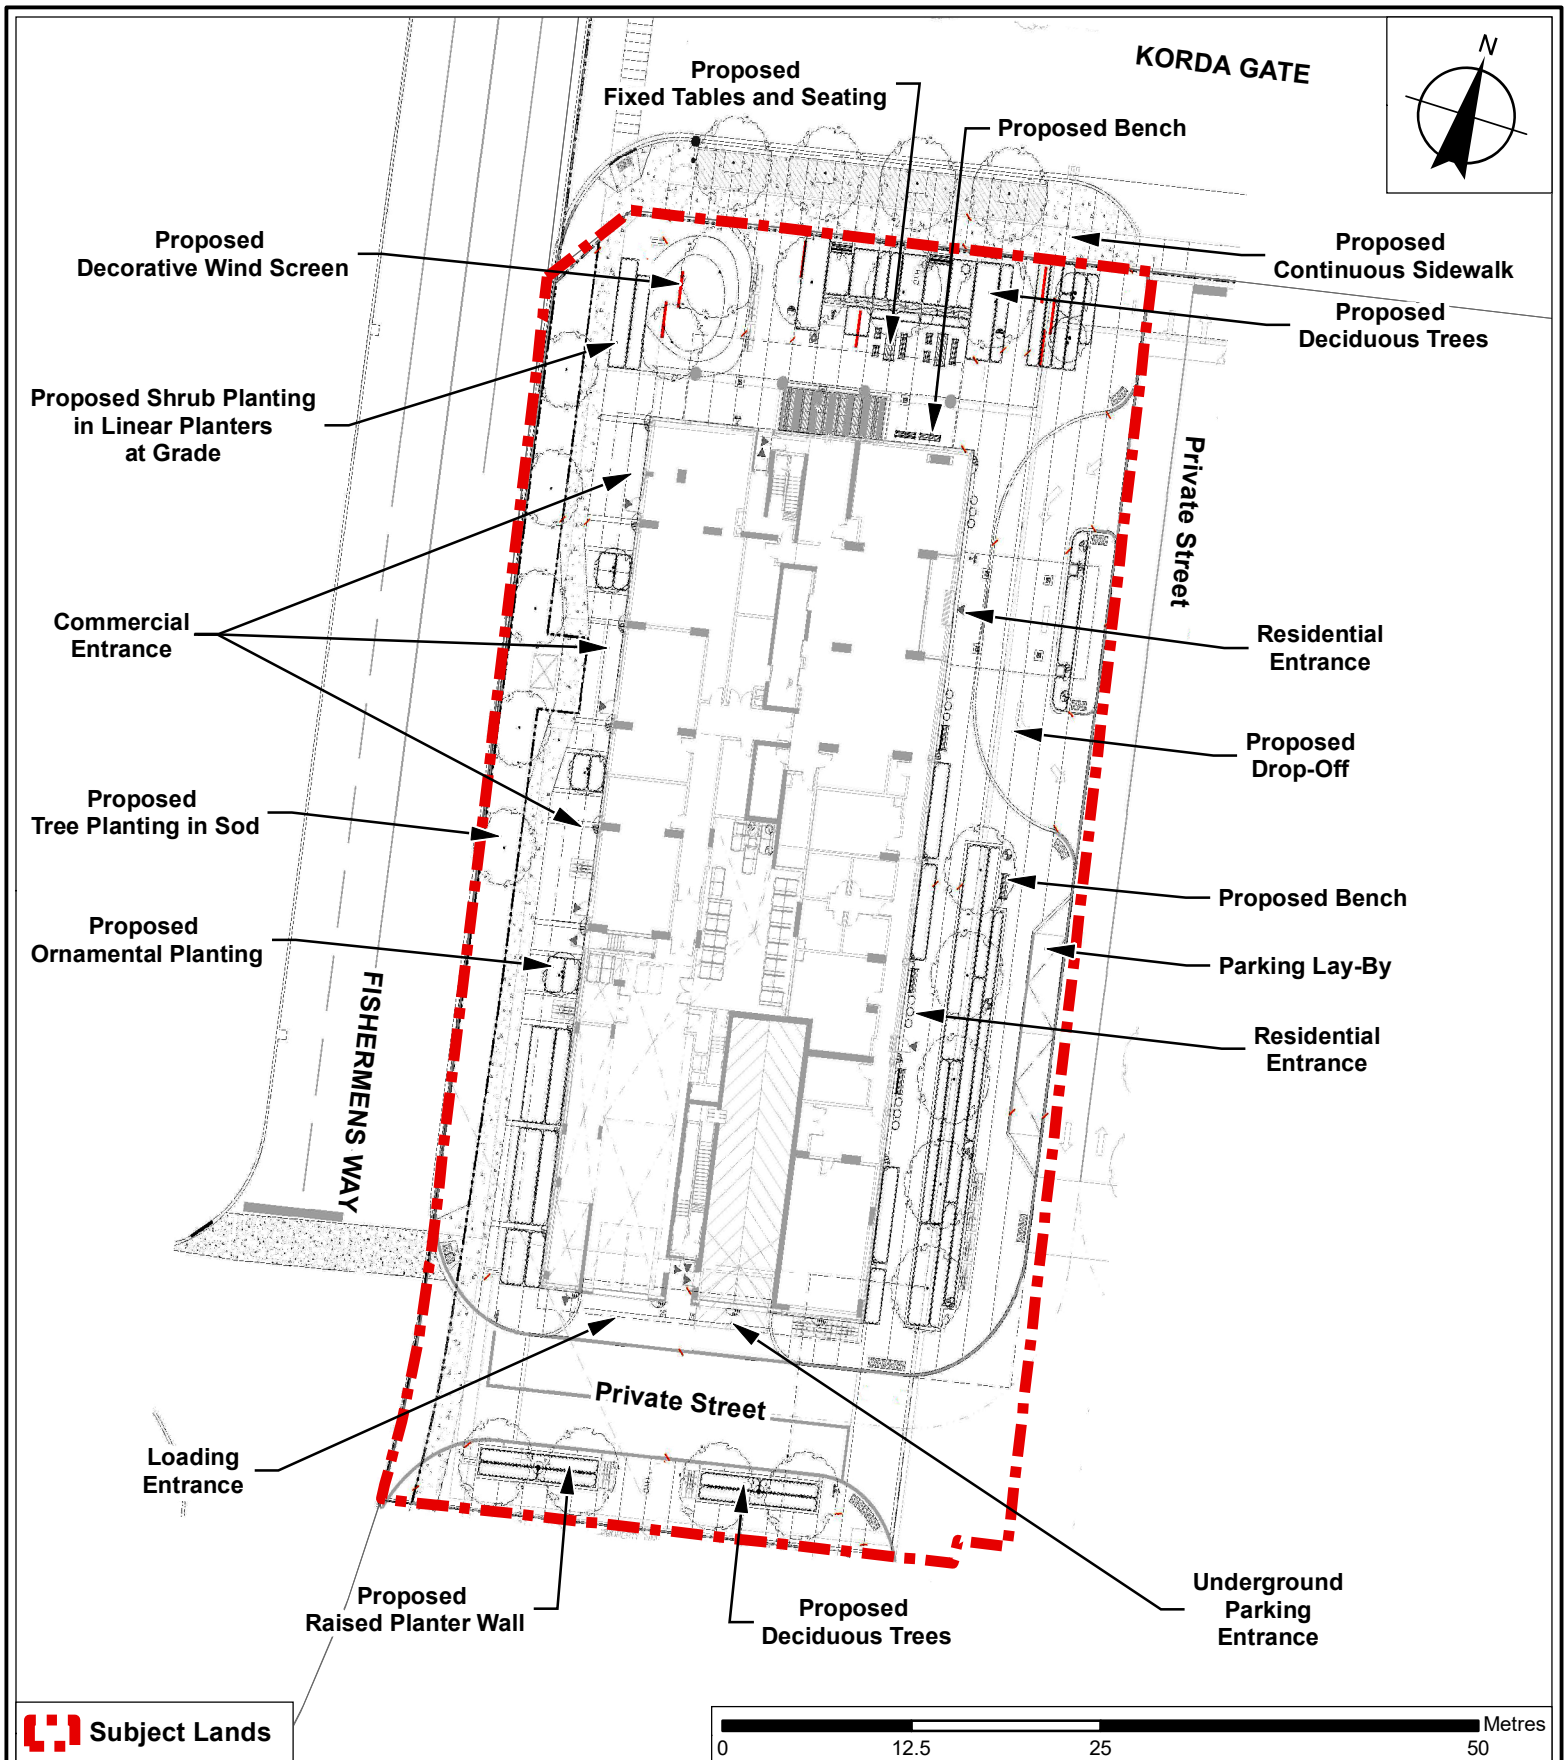 KORDA GATE
N
Proposed
Fixed Tables and Seating
Proposed Bench
Proposed
Decorative Wind Screen
Proposed
Continuous Sidewalk
Proposed
Deciduous Trees
Proposed Shrub Planting
in Linear Planters
at Grade
Private Street
Commercial
Entrance
Residential
Entrance
Proposed
Drop-Off
Proposed
Tree Planting in Sod
Proposed Bench
Proposed
Ornamental Planting
Parking Lay-By
FISHERMENS WAY
Residential
Entrance
Private Street
Loading
Entrance
Proposed
Raised Planter Wall
Proposed
Deciduous Trees
Underground
Parking
Entrance
Subject Lands
Metres
0 12.5 25 50